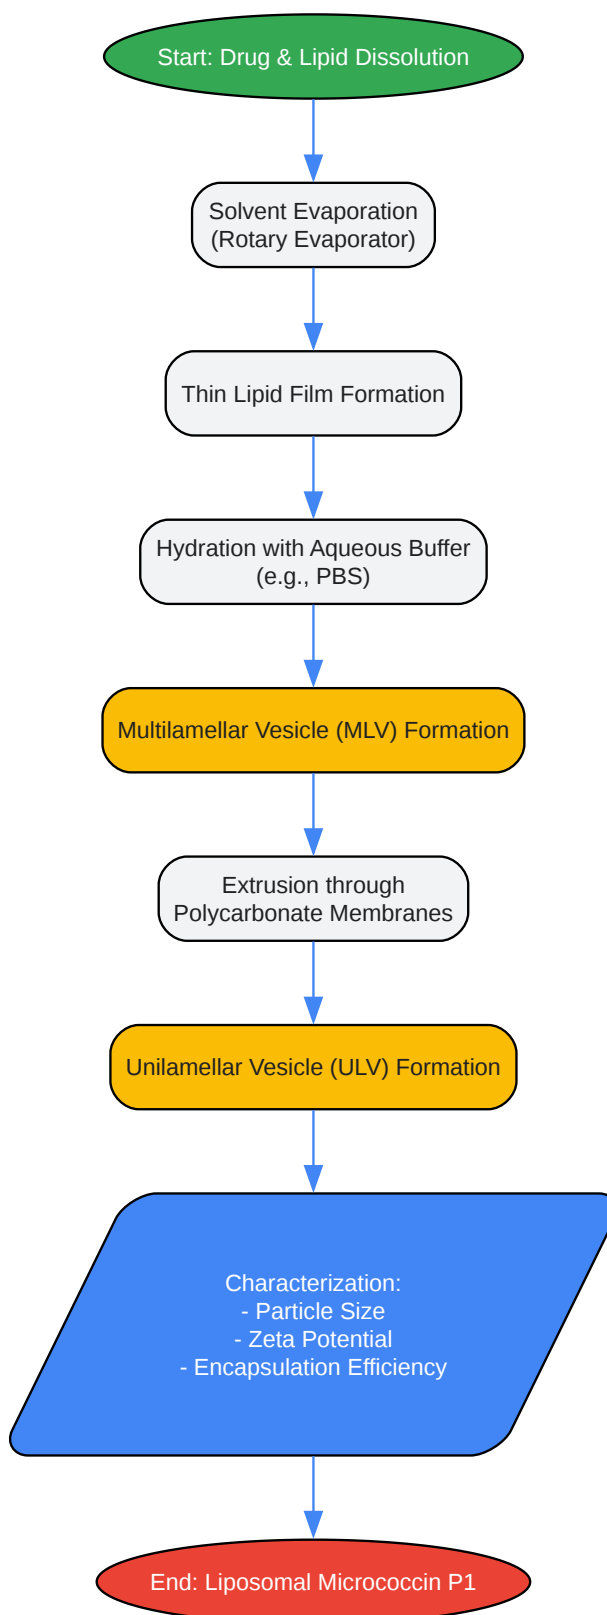 Start: Drug & Lipid Dissolution
Solvent Evaporation
(Rotary Evaporator)
Thin Lipid Film Formation
Hydration with Aqueous Buffer
(e.g., PBS)
Multilamellar Vesicle (MLV) Formation
Extrusion through
Polycarbonate Membranes
Unilamellar Vesicle (ULV) Formation
Characterization:
- Particle Size
- Zeta Potential
- Encapsulation Efficiency
End: Liposomal Micrococcin P1